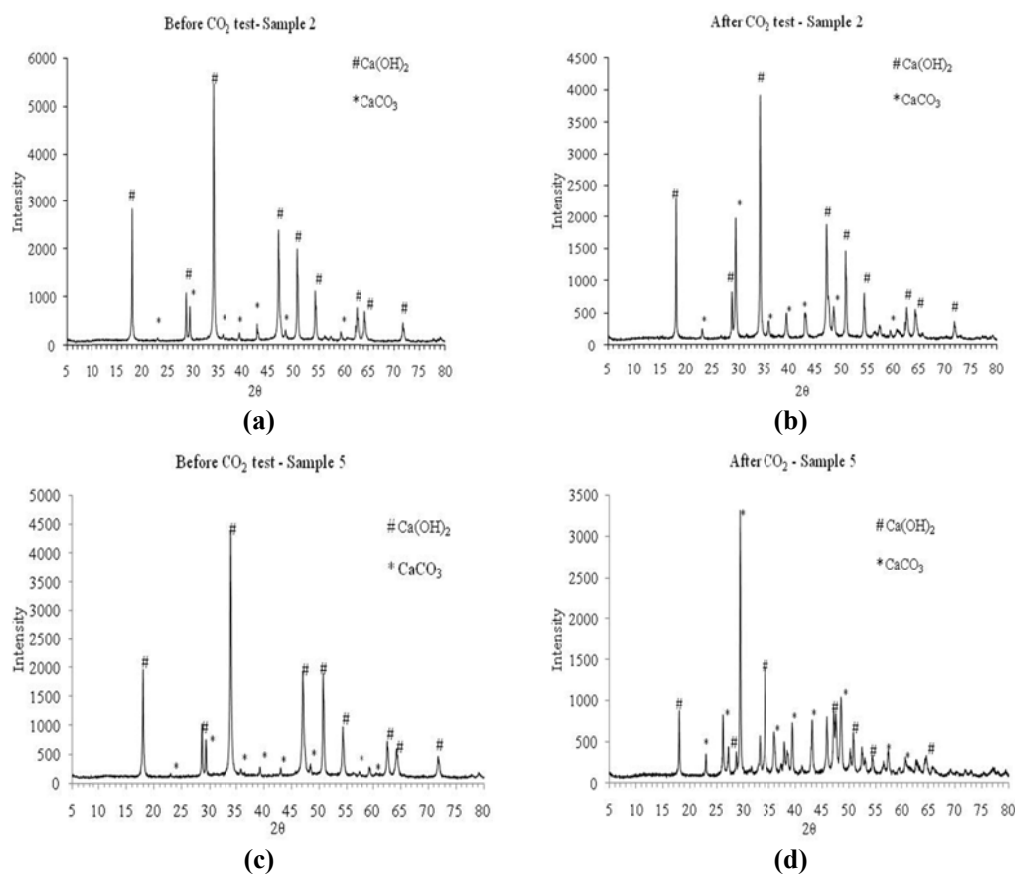 Before CO₂ test- Sample 2
6000
5000
4000
3000
2000
1000
0
Intensity
#Ca(OH)₂
*CaCO₃
# * # * # * * * # * # # * # # #
5 10 15 20 25 30 35 40 45 50 55 60 65 70 75 80
2θ
(a)
After CO₂ test- Sample 2
4500
4000
3500
3000
2500
2000
1500
1000
500
0
Intensity
#Ca(OH)₂
*CaCO₃
# * # * # * * * # * # # * # # #
5 10 15 20 25 30 35 40 45 50 55 60 65 70 75 80
2θ
(b)
Before CO₂ test - Sample 5
5000
4500
4000
3500
3000
2500
2000
1500
1000
500
0
Intensity
# Ca(OH)₂
* CaCO₃
# * # * # * * * # * # # * * # # #
5 10 15 20 25 30 35 40 45 50 55 60 65 70 75 80
2θ
(c)
After CO₂ - Sample 5
3500
3000
2500
2000
1500
1000
500
0
Intensity
# Ca(OH)₂
*CaCO₃
# * * # * # * * * # * # # * * #
5 10 15 20 25 30 35 40 45 50 55 60 65 70 75 80
2θ
(d)